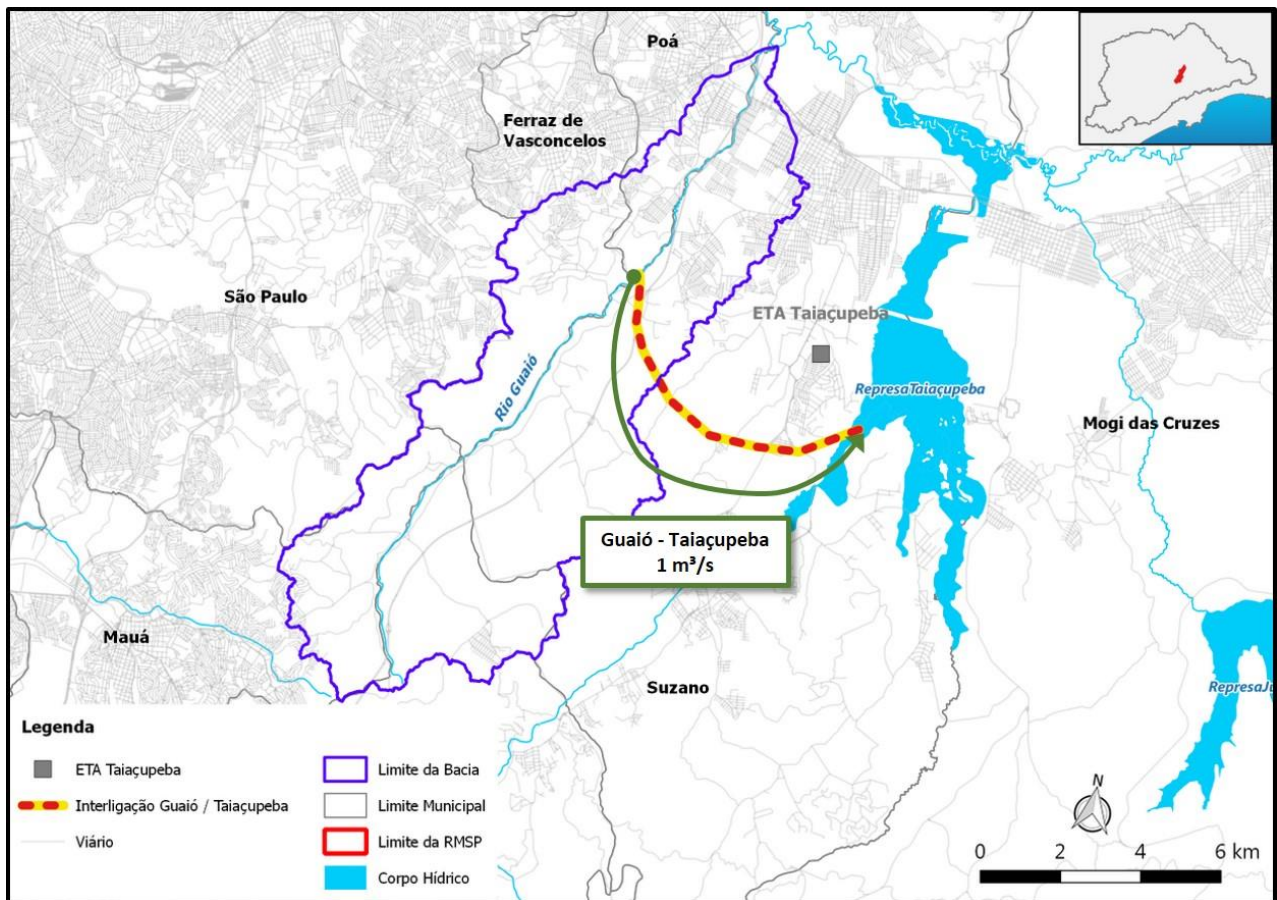 Poá
Ferraz de
Vasconcelos
São Paulo
ETA Taiaçupeba
Rio Guaió
RepresaTaiaçupeba
Mogi das Cruzes
Guaió - Taiaçupeba
1 m³/s
Mauá
Suzano
RepresaJu
Legenda
ETA Taiaçupeba
Interligação Guaió / Taiaçupeba
Viário
Limite da Bacia
Limite Municipal
Limite da RMSP
Corpo Hídrico
N
0 2 4 6 km